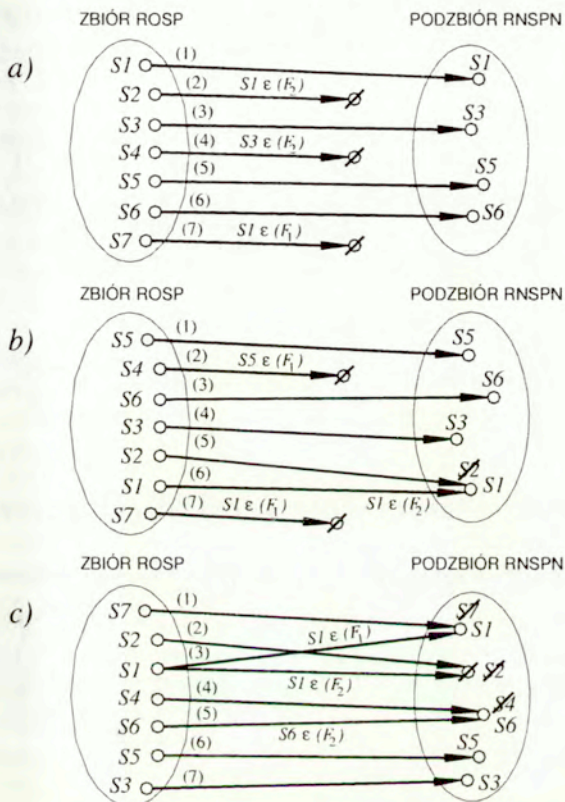 ZBIÓR ROSP PODZBIÓR RNSPN
a)
S1 (1) S1
S2 (2) S1 ε (F2)
S3 (3) S3
S4 (4) S3 ε (F2)
S5 (5) S5
S6 (6) S6
S7 (7) S1 ε (F1)
ZBIÓR ROSP PODZBIÓR RNSPN
b)
S5 (1) S5
S4 (2) S5 ε (F1)
S6 (3) S6
S3 (4) S3
S2 (5) S2
S1 (6) S1
S7 (7) S1 ε (F1) S1 ε (F2)
ZBIÓR ROSP PODZBIÓR RNSPN
c)
S7 (1) S7
S1
S2 (2) S1 ε (F1)
S1 (3) S2
S1 ε (F2)
S4 (4) S4
S6 (5) S6
S6 ε (F2)
S5 (6) S5
S3 (7) S3